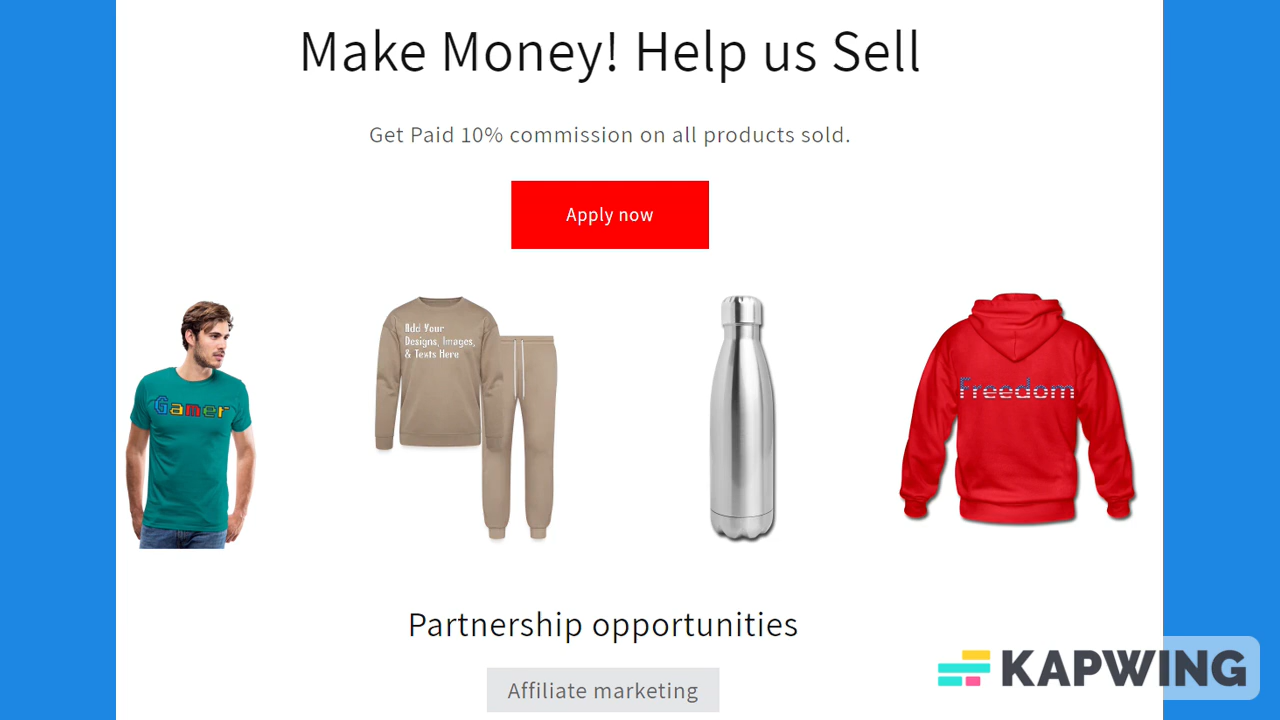 Make Money! Help us Sell
Get Paid 10% commission on all products sold.
Apply now
Gamer
Add Your
Designs, Images,
& Texts Here
Freedom
Partnership opportunities
Affiliate marketing
KAPWING